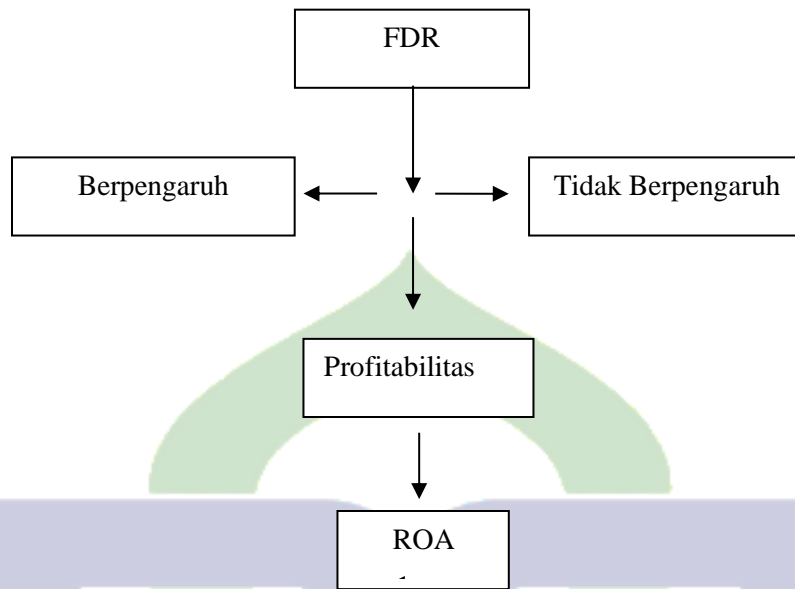 FDR
Berpengaruh
Tidak Berpengaruh
Profitabilitas
ROA